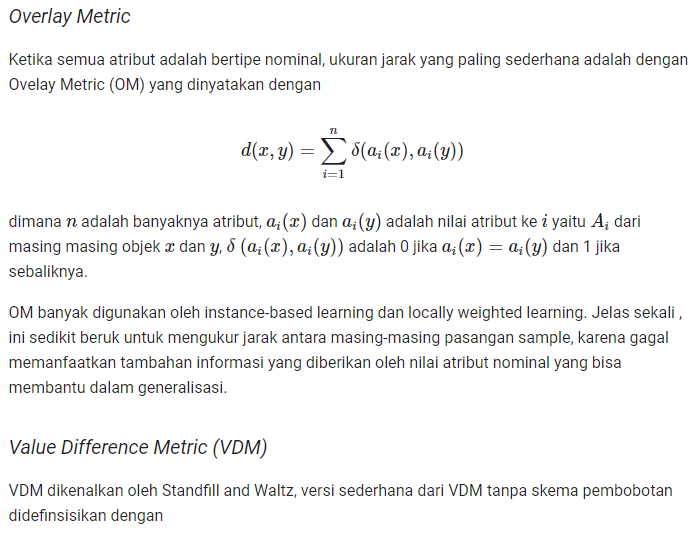 Overlay Metric
Ketika semua atribut adalah bertipe nominal, ukuran jarak yang paling sederhana adalah dengan
Ovelay Metric (OM) yang dinyatakan dengan
d(x, y) = \sum_{i=1}^{n} δ(a_i(x), a_i(y))
dimana n adalah banyaknya atribut, a_i(x) dan a_i(y) adalah nilai atribut ke i yaitu A_i dari
masing masing objek x dan y, δ (a_i(x), a_i(y)) adalah 0 jika a_i(x) = a_i(y) dan 1 jika
sebaliknya.
OM banyak digunakan oleh instance-based learning dan locally weighted learning. Jelas sekali ,
ini sedikit beruk untuk mengukur jarak antara masing-masing pasangan sample, karena gagal
memanfaatkan tambahan informasi yang diberikan oleh nilai atribut nominal yang bisa
membantu dalam generalisasi.
Value Difference Metric (VDM)
VDM dikenalkan oleh Standfill and Waltz, versi sederhana dari VDM tanpa skema pembobotan
didefinsisikan dengan